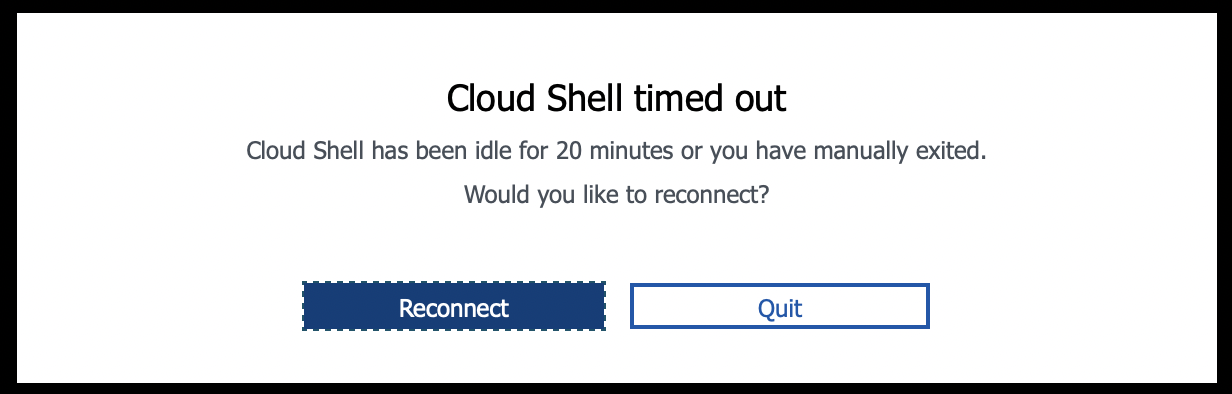 Cloud Shell timed out
Cloud Shell has been idle for 20 minutes or you have manually exited.
Would you like to reconnect?
Reconnect
Quit